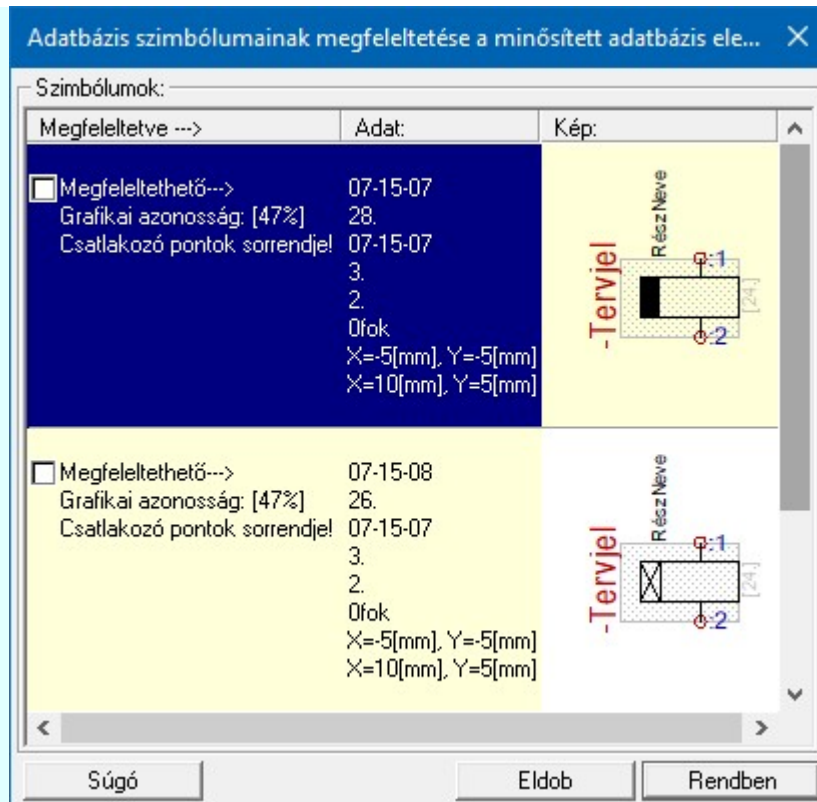 Adatbázis szimbólumainak megfeleltetése a minősített adatbázis ele...
Szimbólumok:
Megfeleltetve ---> Adat: Kép:
Megfeleltethető---> 07-15-07
Grafikai azonosság: [47%] 28.
Csatlakozó pontok sorrendje! 07-15-07
3.
2.
0fok
X=-5[mm], Y=-5[mm]
X=10[mm], Y=5[mm]
-Tervjel
RészNeve
:1
[24.]
:2
Megfeleltethető---> 07-15-08
Grafikai azonosság: [47%] 26.
Csatlakozó pontok sorrendje! 07-15-07
3.
2.
0fok
X=-5[mm], Y=-5[mm]
X=10[mm], Y=5[mm]
-Tervjel
RészNeve
:1
[24.]
:2
Súgó Eldob Rendben